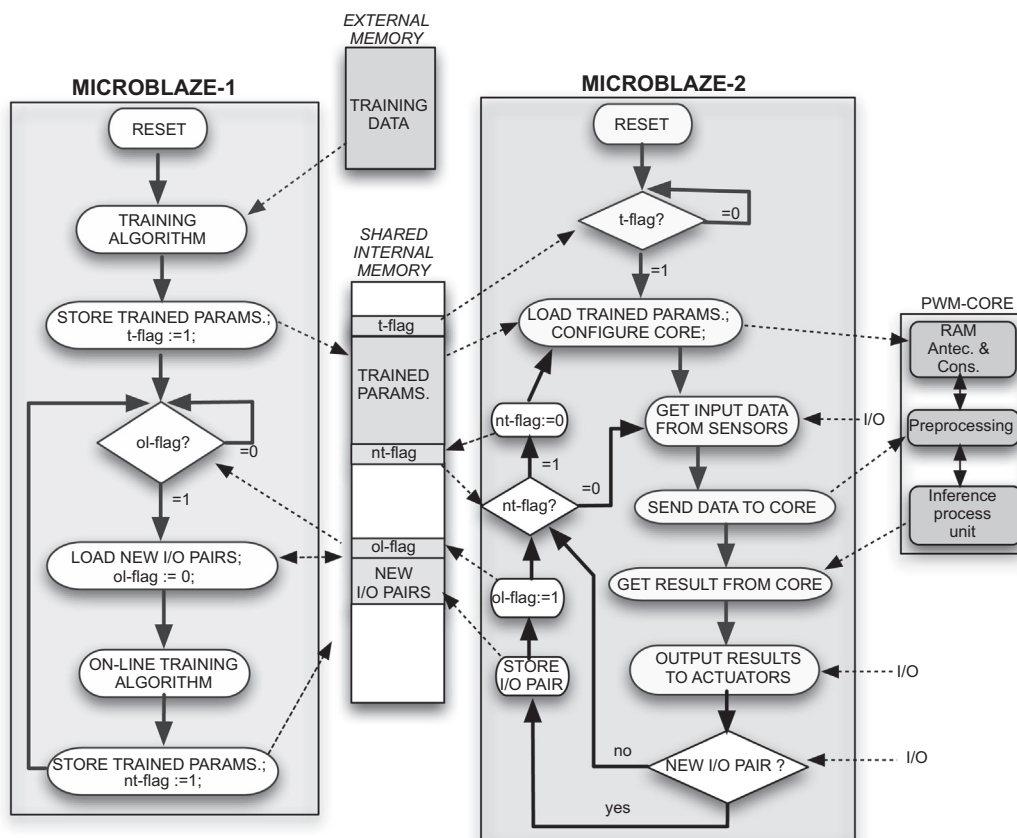 EXTERNAL
MEMORY
TRAINING
DATA
MICROBLAZE-1
RESET
TRAINING
ALGORITHM
STORE TRAINED PARAMS.;
t-flag :=1;
ol-flag?
=0
=1
LOAD NEW I/O PAIRS;
ol-flag := 0;
ON-LINE TRAINING
ALGORITHM
STORE TRAINED PARAMS.;
nt-flag :=1;
SHARED
INTERNAL
MEMORY
t-flag
TRAINED
PARAMS.
nt-flag
ol-flag
NEW
I/O PAIRS
MICROBLAZE-2
RESET
t-flag?
=0
=1
LOAD TRAINED PARAMS.;
CONFIGURE CORE;
nt-flag:=0
GET INPUT DATA
FROM SENSORS
I/O
=1
=0
nt-flag?
SEND DATA TO CORE
ol-flag:=1
GET RESULT FROM CORE
STORE
I/O PAIR
OUTPUT RESULTS
TO ACTUATORS
I/O
no
NEW I/O PAIR ?
I/O
yes
PWM-CORE
RAM
Antec. &
Cons.
Preprocessing
Inference
process
unit